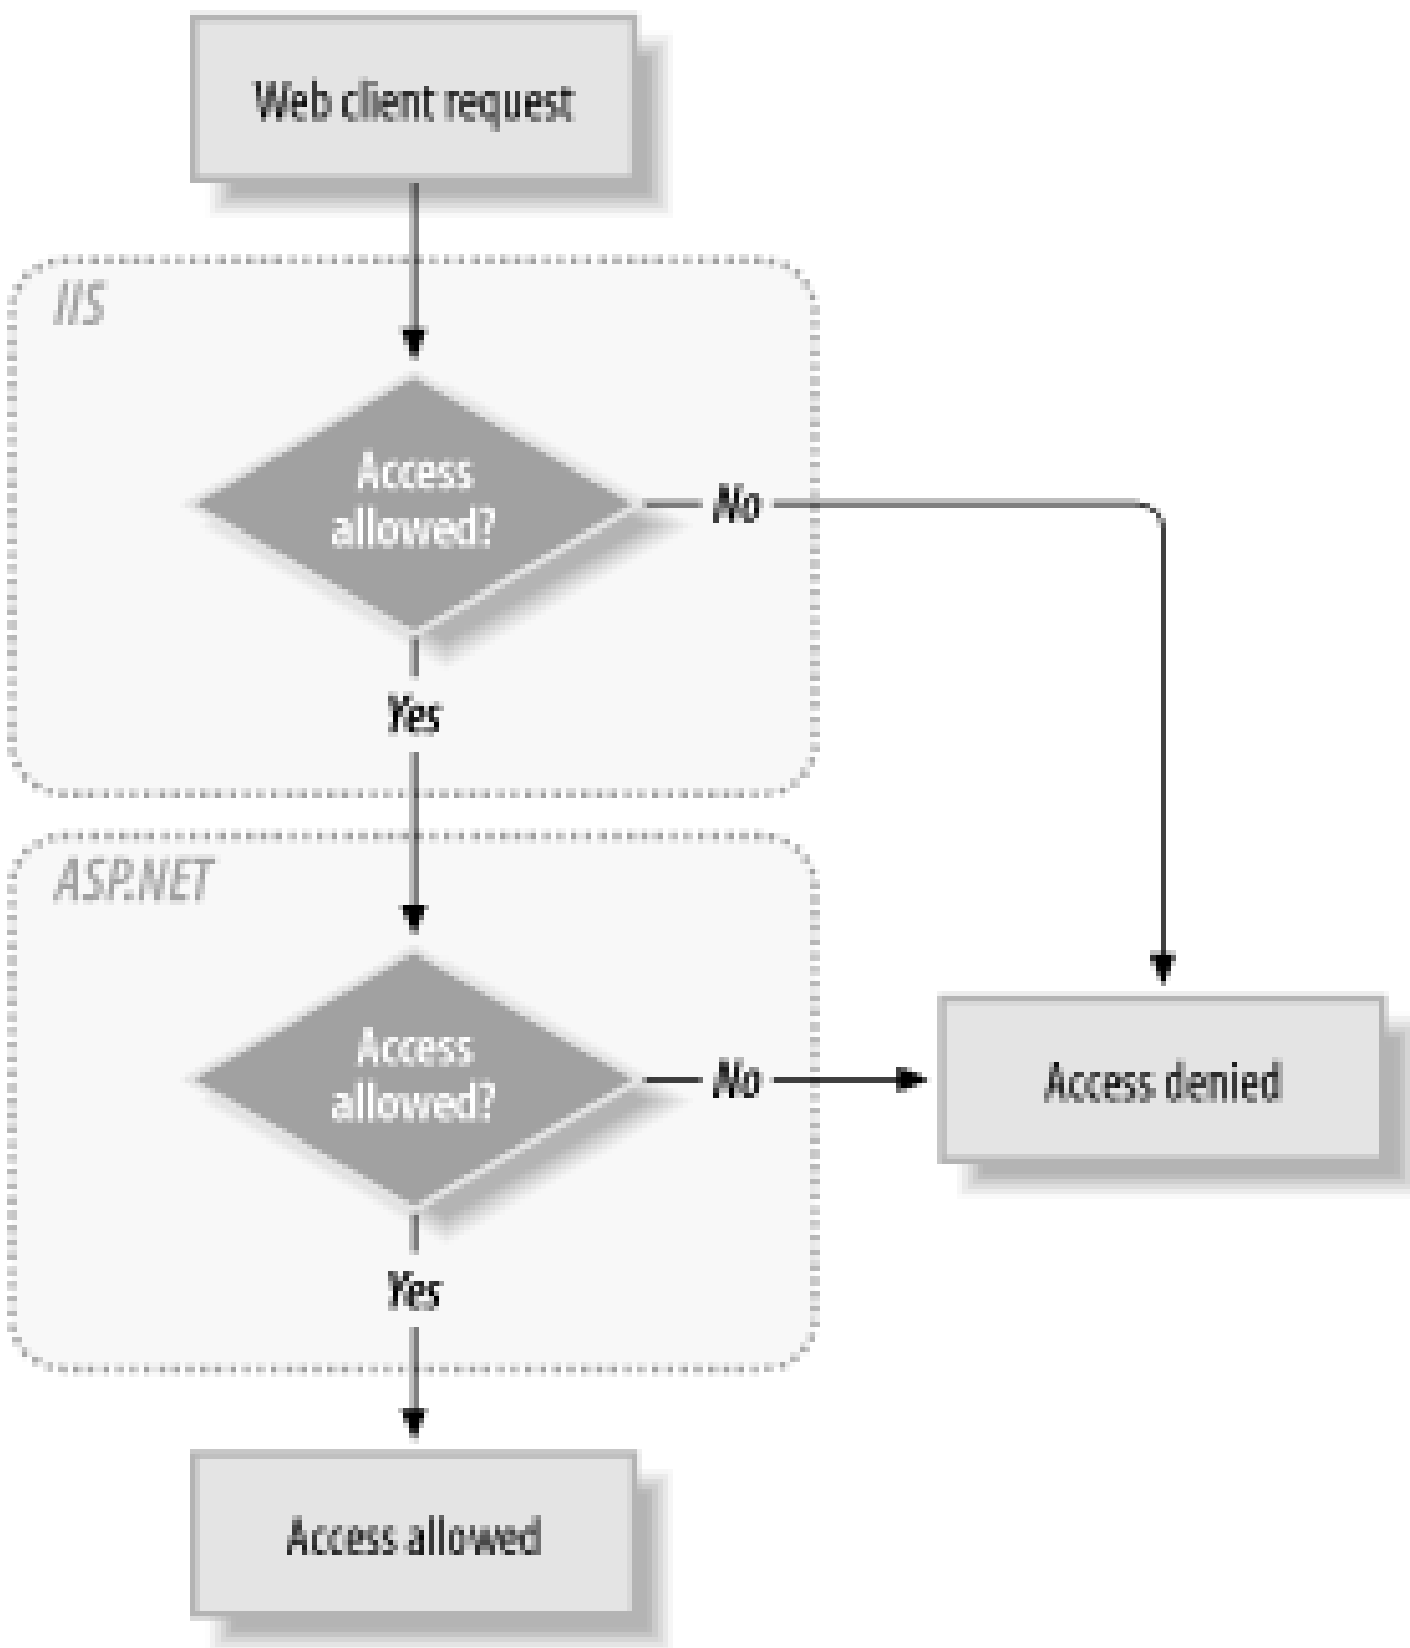 Web client request
IIS
Access
allowed?
No
Yes
ASP.NET
Access
allowed?
No
Access denied
Yes
Access allowed